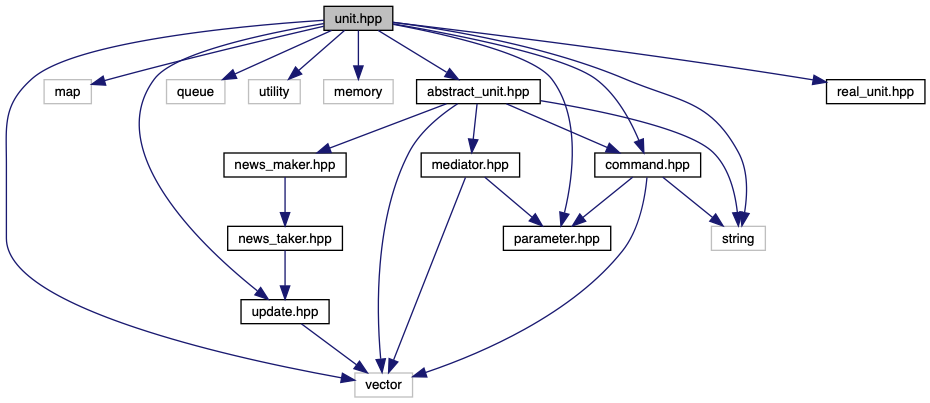 unit.hpp
map
queue
utility
memory
abstract_unit.hpp
real_unit.hpp
news_maker.hpp
mediator.hpp
command.hpp
news_taker.hpp
parameter.hpp
string
update.hpp
vector